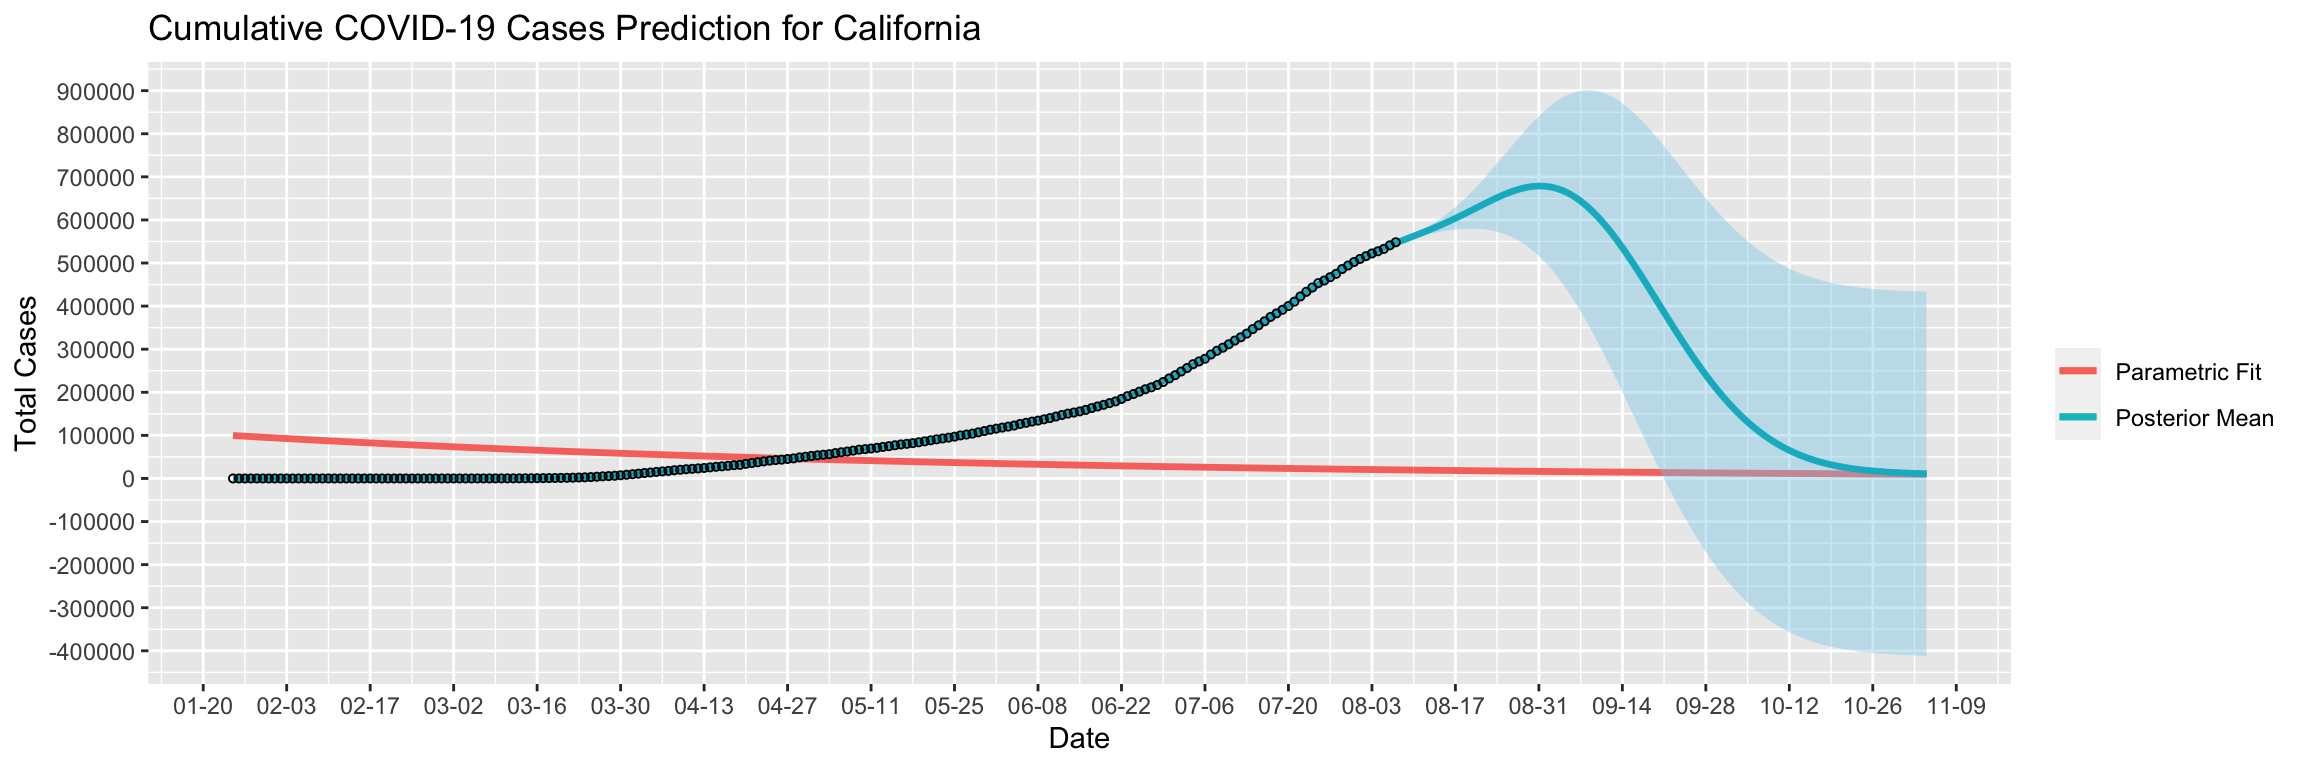 Cumulative COVID-19 Cases Prediction for California
900000
800000
700000
600000
500000
400000
300000
200000
100000
0
-100000
-200000
-300000
-400000
Total Cases
01-20 02-03 02-17 03-02 03-16 03-30 04-13 04-27 05-11 05-25 06-08 06-22 07-06 07-20 08-03 08-17 08-31 09-14 09-28 10-12 10-26 11-09
Date
Parametric Fit
Posterior Mean